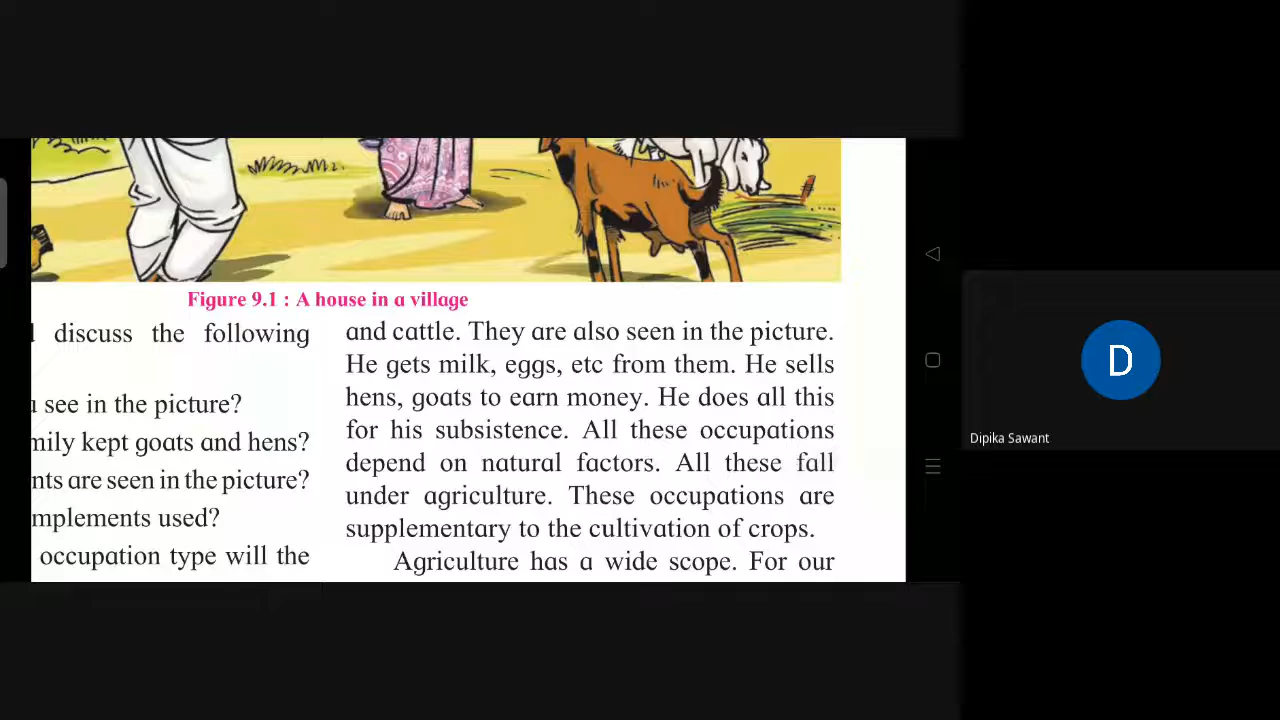 Figure 9.1 : A house in a village
discuss the following
see in the picture?
kept goats and hens?
are seen in the picture?
used?
occupation type will the
and cattle. They are also seen in the picture.
He gets milk, eggs, etc from them. He sells
hens, goats to earn money. He does all this
for his subsistence. All these occupations
depend on natural factors. All these fall
under agriculture. These occupations are
supplementary to the cultivation of crops.
Agriculture has a wide scope. For our
D
Dipika Sawant